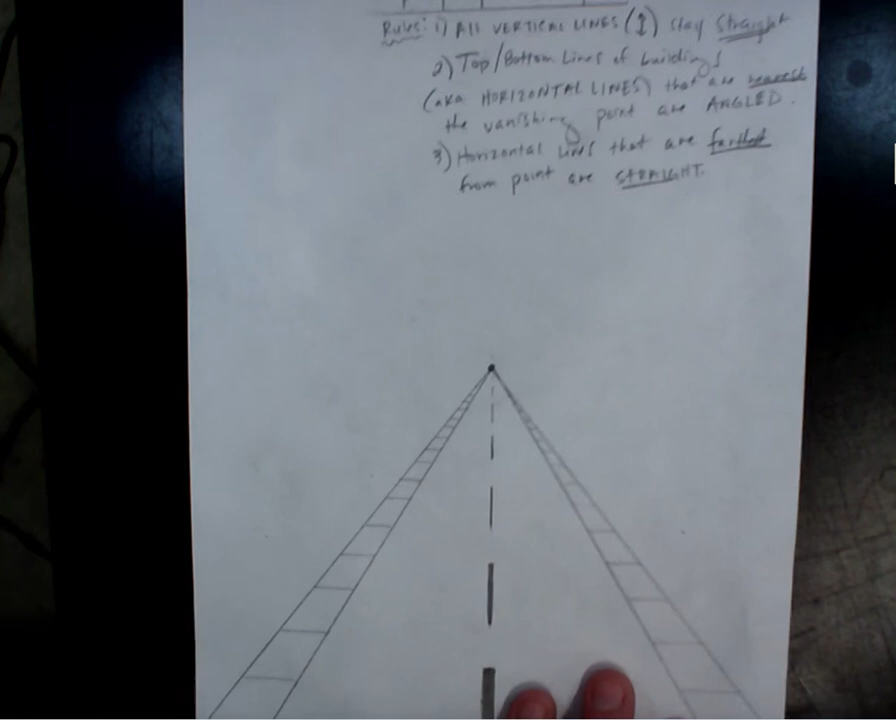 Rules: 1) All VERTICAL LINES (↕) stay Straight
2) Top/Bottom Lines of buildings
(aka HORIZONTAL LINES) that are nearest
the vanishing point are ANGLED.
3) Horizontal lines that are farthest
from point are STRAIGHT.